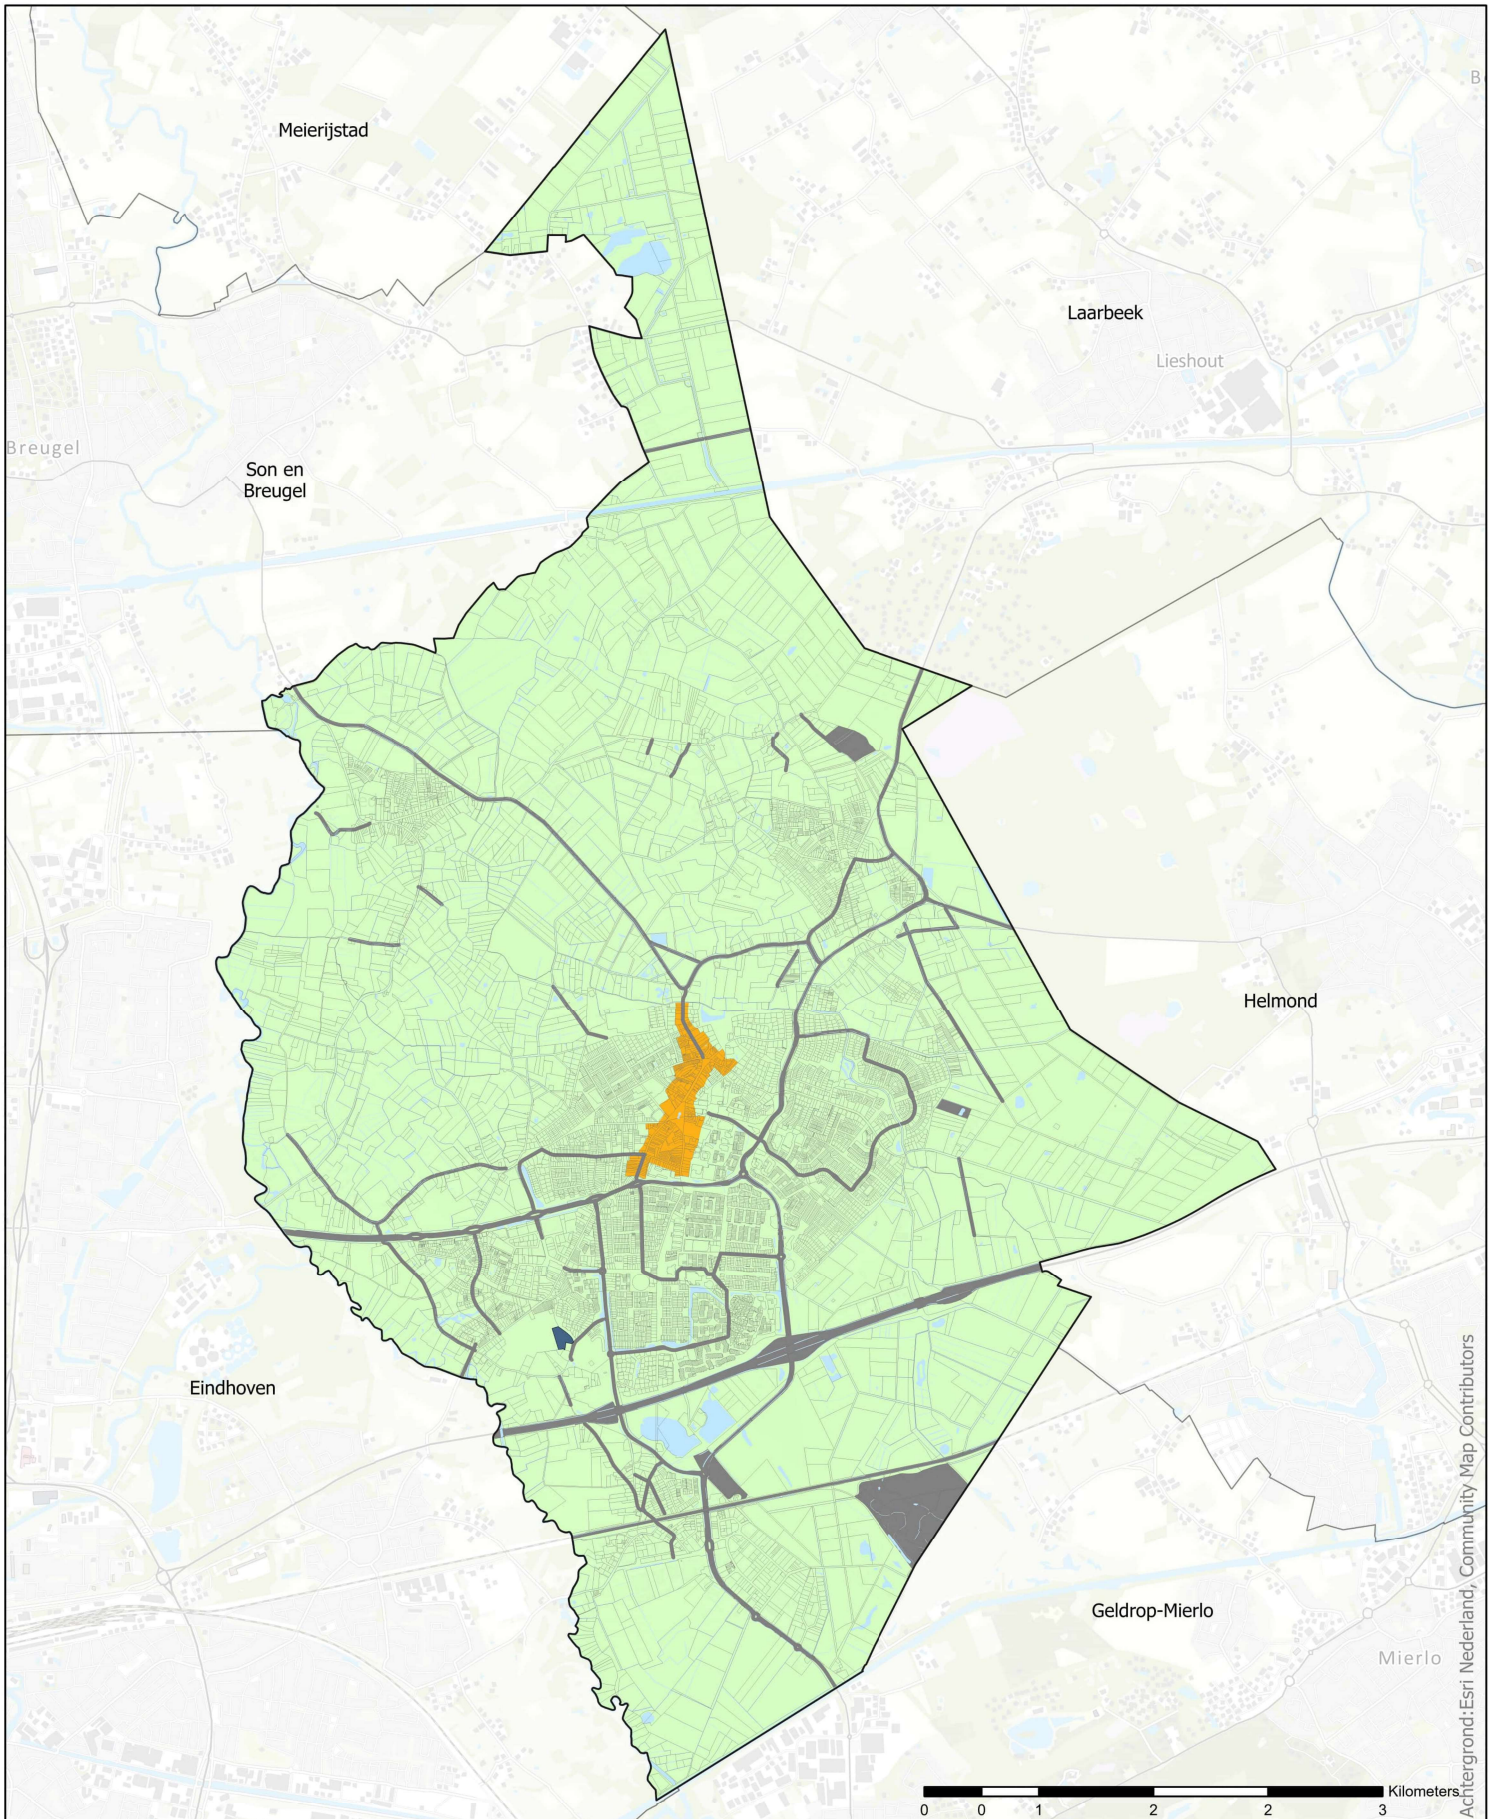 Meierijstad
Laarbeek
Lieshout
Breugel
Son en
Breugel
Helmond
Eindhoven
Geldrop-Mierlo
Mierlo
Kilometers
0 0 1 2 2 3
Achtergrond:Esri Nederland, Community Map Contributors